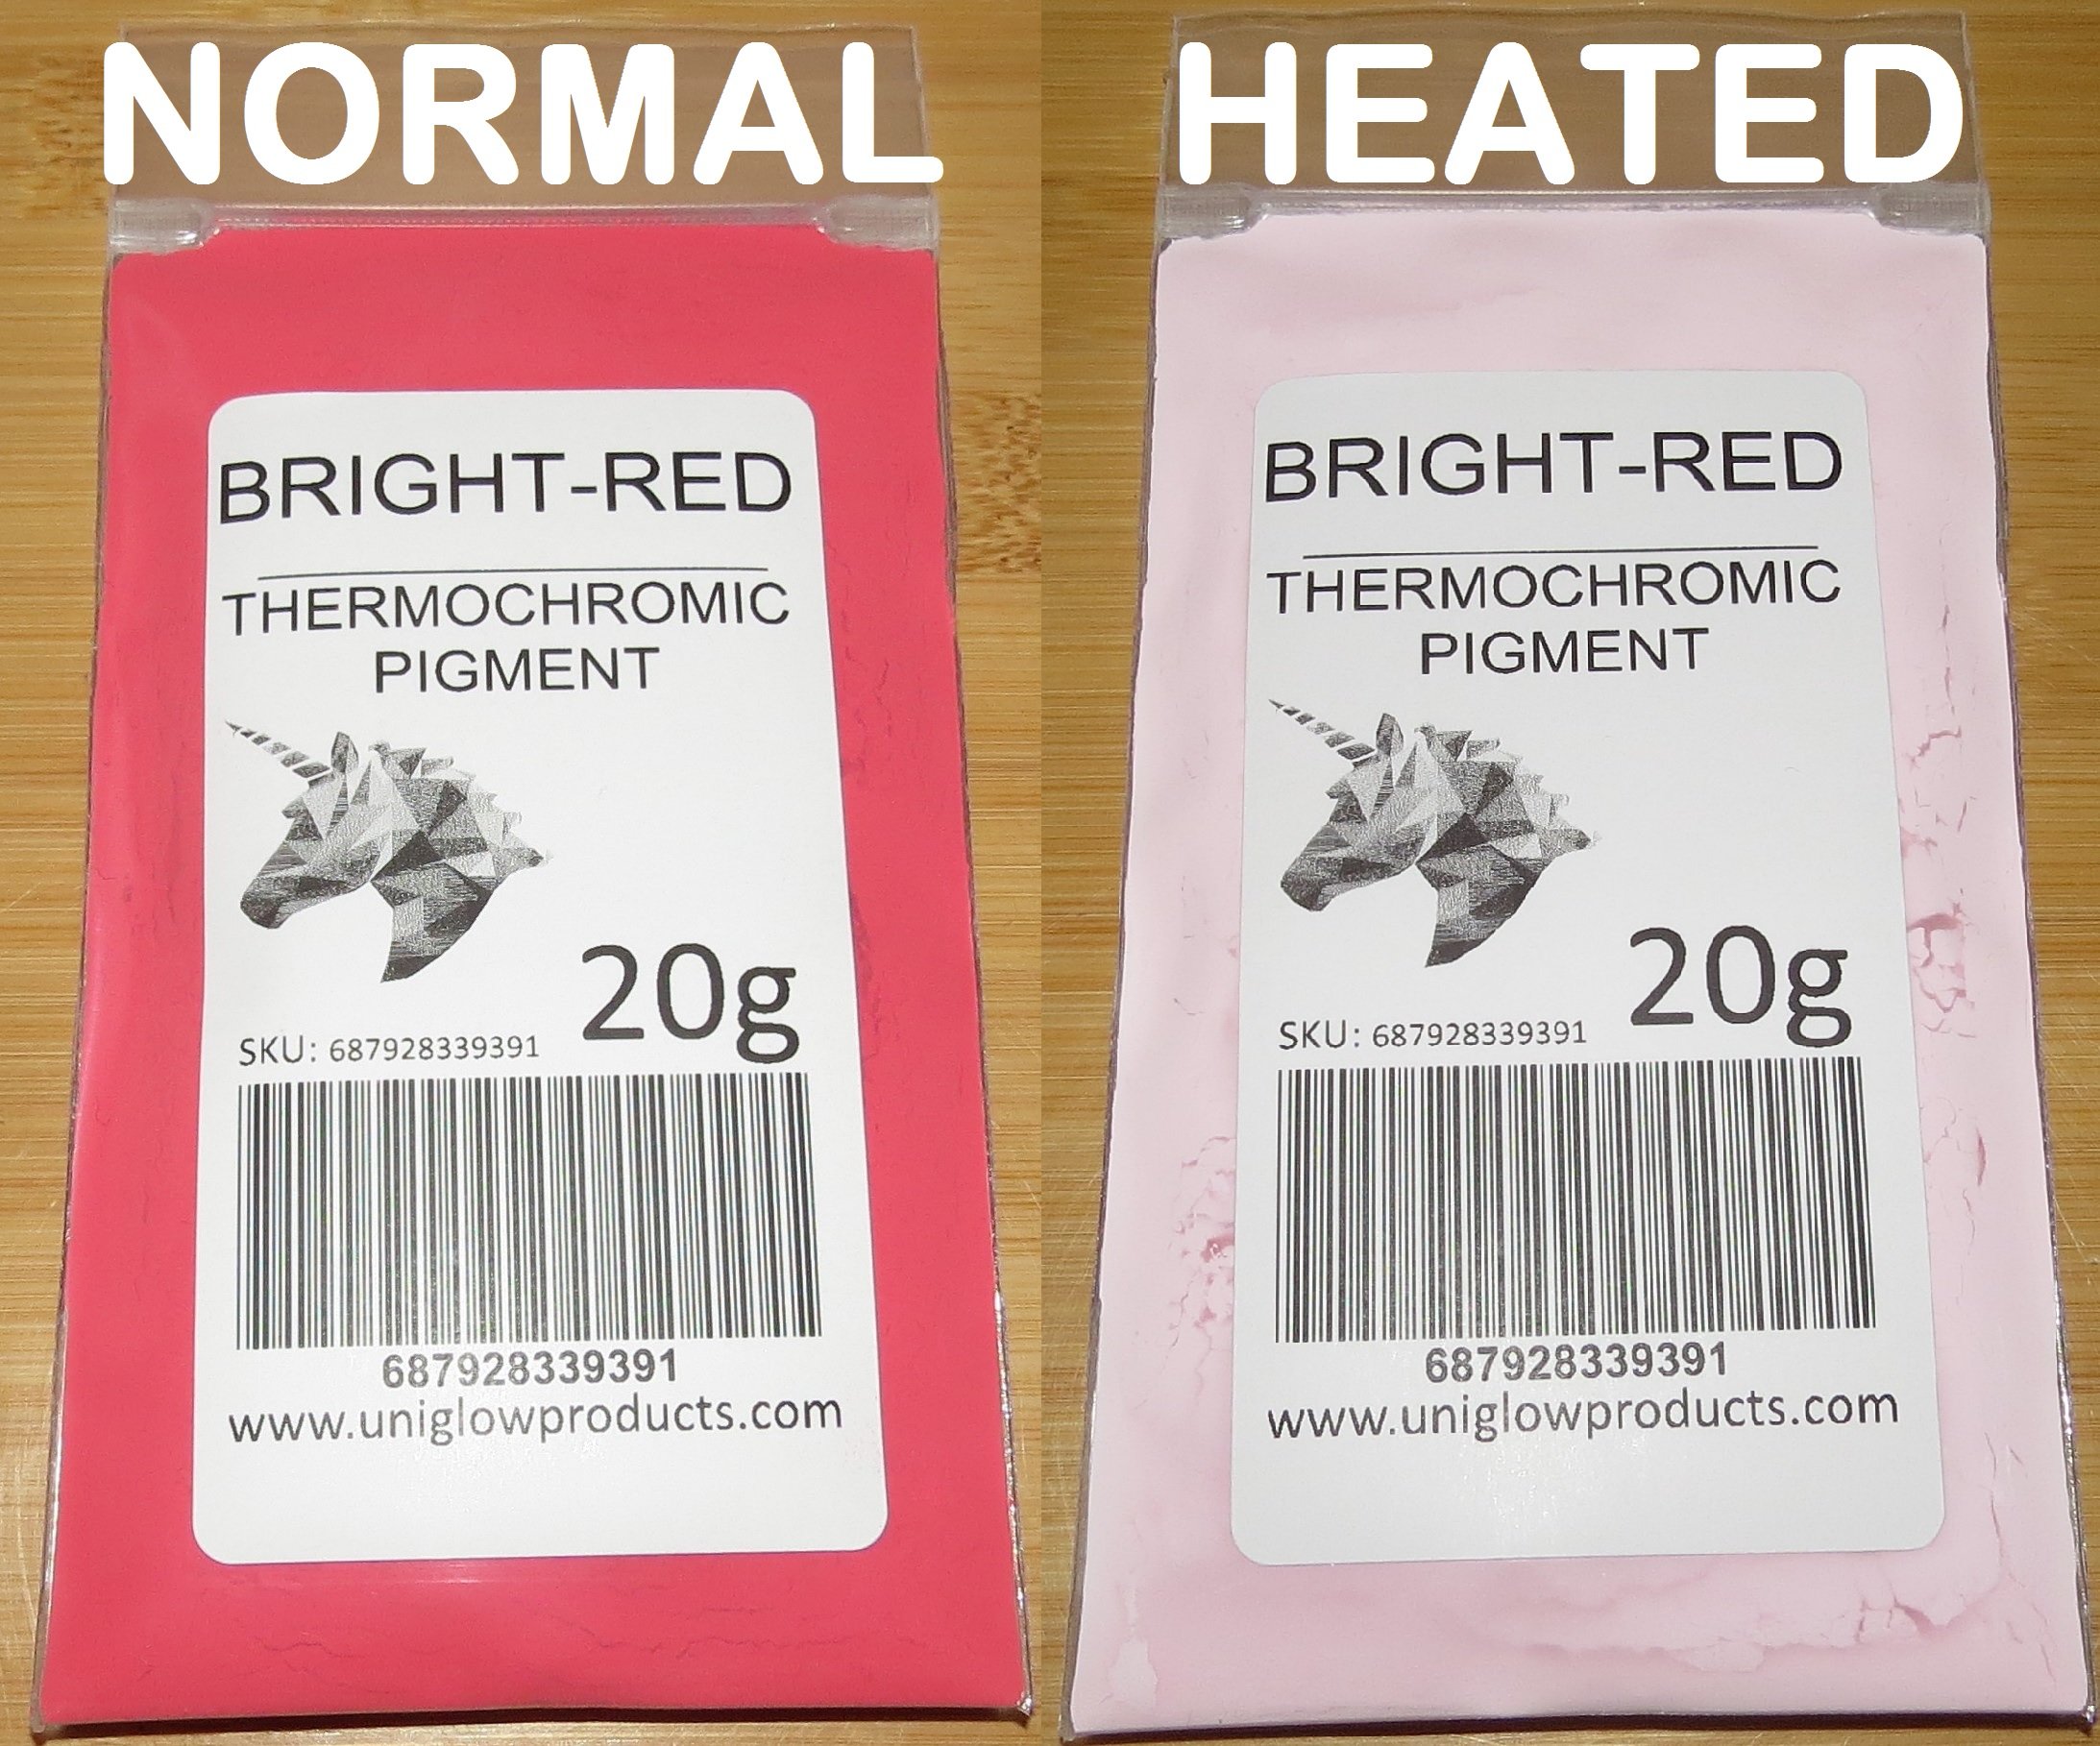 NORMAL
BRIGHT-RED
THERMOCHROMIC
PIGMENT
20g
SKU: 687928339391
687928339391
www.uniglowproducts.com
HEATED
BRIGHT-RED
THERMOCHROMIC
PIGMENT
20g
SKU: 687928339391
687928339391
www.uniglowproducts.com